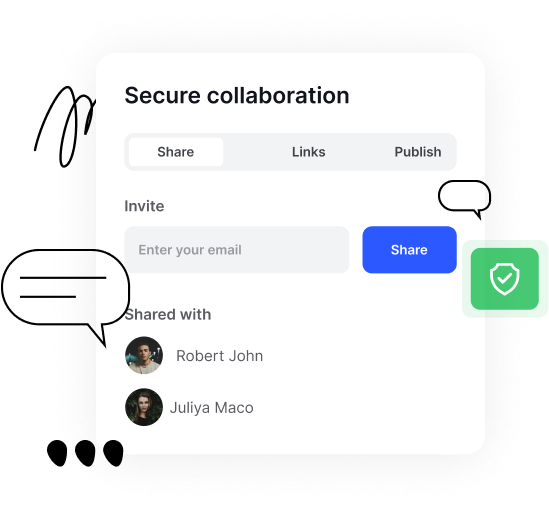 Secure collaboration
Share Links Publish
Invite
Enter your email Share
Shared with
Robert John
Juliya Maco